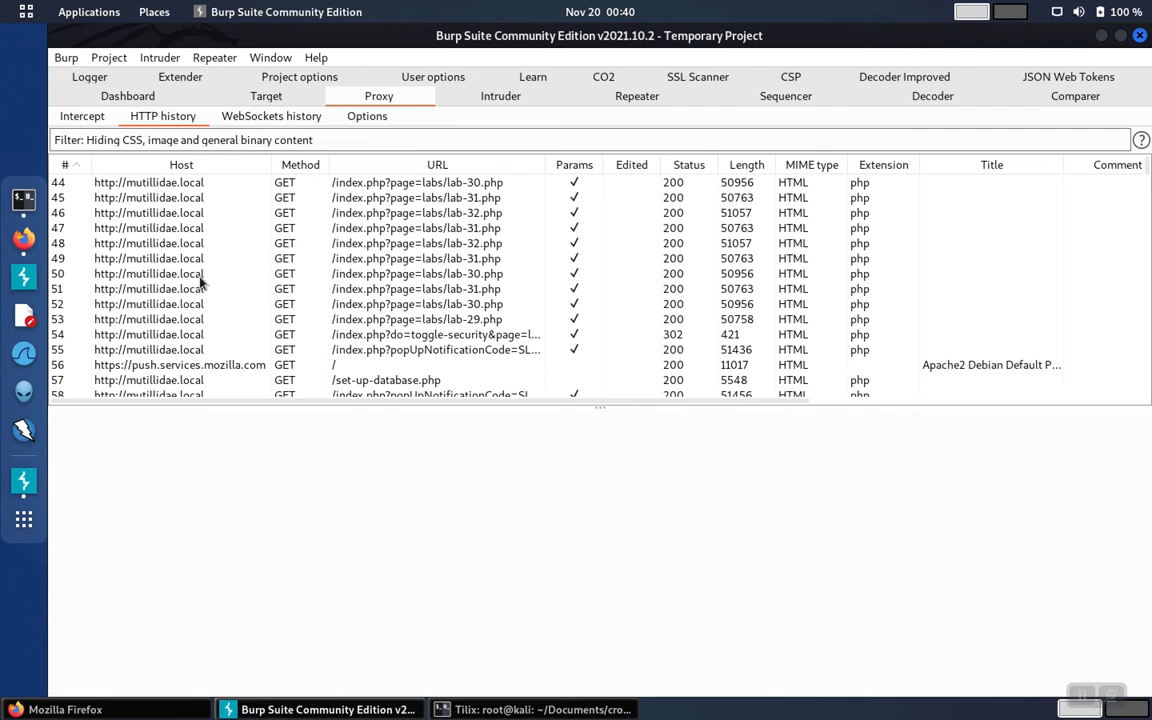 Applications Places Burp Suite Community Edition Nov 20 00:40 100 %
Burp Suite Community Edition v2021.10.2 - Temporary Project
Burp Project Intruder Repeater Window Help
Logger Extender Project options User options Learn CO2 SSL Scanner CSP Decoder Improved JSON Web Tokens
Dashboard Target Proxy Intruder Repeater Sequencer Decoder Comparer
Intercept HTTP history WebSockets history Options
Filter: Hiding CSS, image and general binary content ?
# Host Method URL Params Edited Status Length MIME type Extension Title Comment
44 http://mutillidae.local GET /index.php?page=labs/lab-30.php ✓ 200 50956 HTML php
45 http://mutillidae.local GET /index.php?page=labs/lab-31.php ✓ 200 50763 HTML php
46 http://mutillidae.local GET /index.php?page=labs/lab-32.php ✓ 200 51057 HTML php
47 http://mutillidae.local GET /index.php?page=labs/lab-31.php ✓ 200 50763 HTML php
48 http://mutillidae.local GET /index.php?page=labs/lab-32.php ✓ 200 51057 HTML php
49 http://mutillidae.local GET /index.php?page=labs/lab-31.php ✓ 200 50763 HTML php
50 http://mutillidae.local GET /index.php?page=labs/lab-30.php ✓ 200 50956 HTML php
51 http://mutillidae.local GET /index.php?page=labs/lab-31.php ✓ 200 50763 HTML php
52 http://mutillidae.local GET /index.php?page=labs/lab-30.php ✓ 200 50956 HTML php
53 http://mutillidae.local GET /index.php?page=labs/lab-29.php ✓ 200 50758 HTML php
54 http://mutillidae.local GET /index.php?do=toggle-security&page=l... ✓ 302 421 HTML php
55 http://mutillidae.local GET /index.php?popUpNotificationCode=SL... ✓ 200 51436 HTML php
56 https://push.services.mozilla.com GET / 200 11017 HTML Apache2 Debian Default P...
57 http://mutillidae.local GET /set-up-database.php 200 5548 HTML php
58 http://mutillidae.local GET /index.php?popUpNotificationCode=SL... ✓ 200 51456 HTML php
Mozilla Firefox Burp Suite Community Edition v2... Tilix: root@kali: ~/Documents/cro...